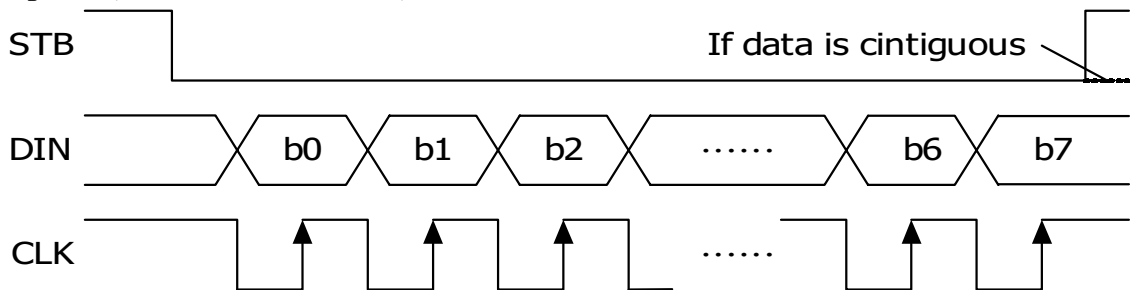 STB If data is cintiguous
DIN b0 b1 b2 ...... b6 b7
CLK ......